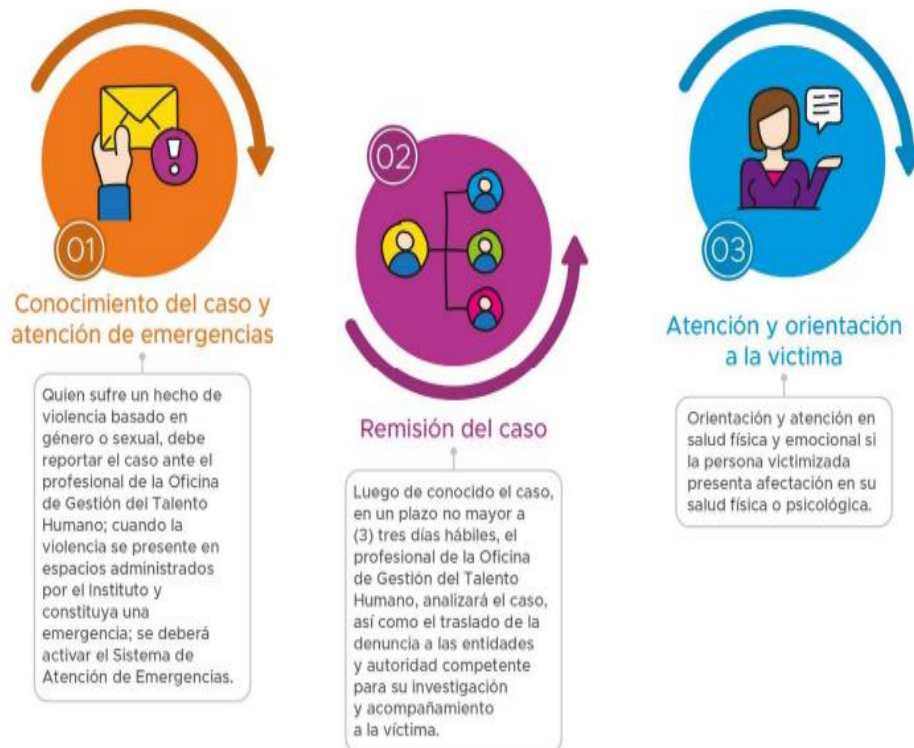 01
Conocimiento del caso y
atención de emergencias
Quien sufre un hecho de
violencia basado en
género o sexual, debe
reportar el caso ante el
profesional de la Oficina
de Gestión del Talento
Humano; cuando la
violencia se presente en
espacios administrados
por el Instituto y
constituya una
emergencia; se deberá
activar el Sistema de
Atención de Emergencias.
02
Remisión del caso
Luego de conocido el caso,
en un plazo no mayor a
(3) tres días hábiles, el
profesional de la Oficina
de Gestión del Talento
Humano, analizará el caso,
así como el traslado de la
denuncia a las entidades
y autoridad competente
para su investigación
y acompañamiento
a la víctima.
03
Atención y orientación
a la victima
Orientación y atención en
salud física y emocional si
la persona victimizada
presenta afectación en su
salud física o psicológica.